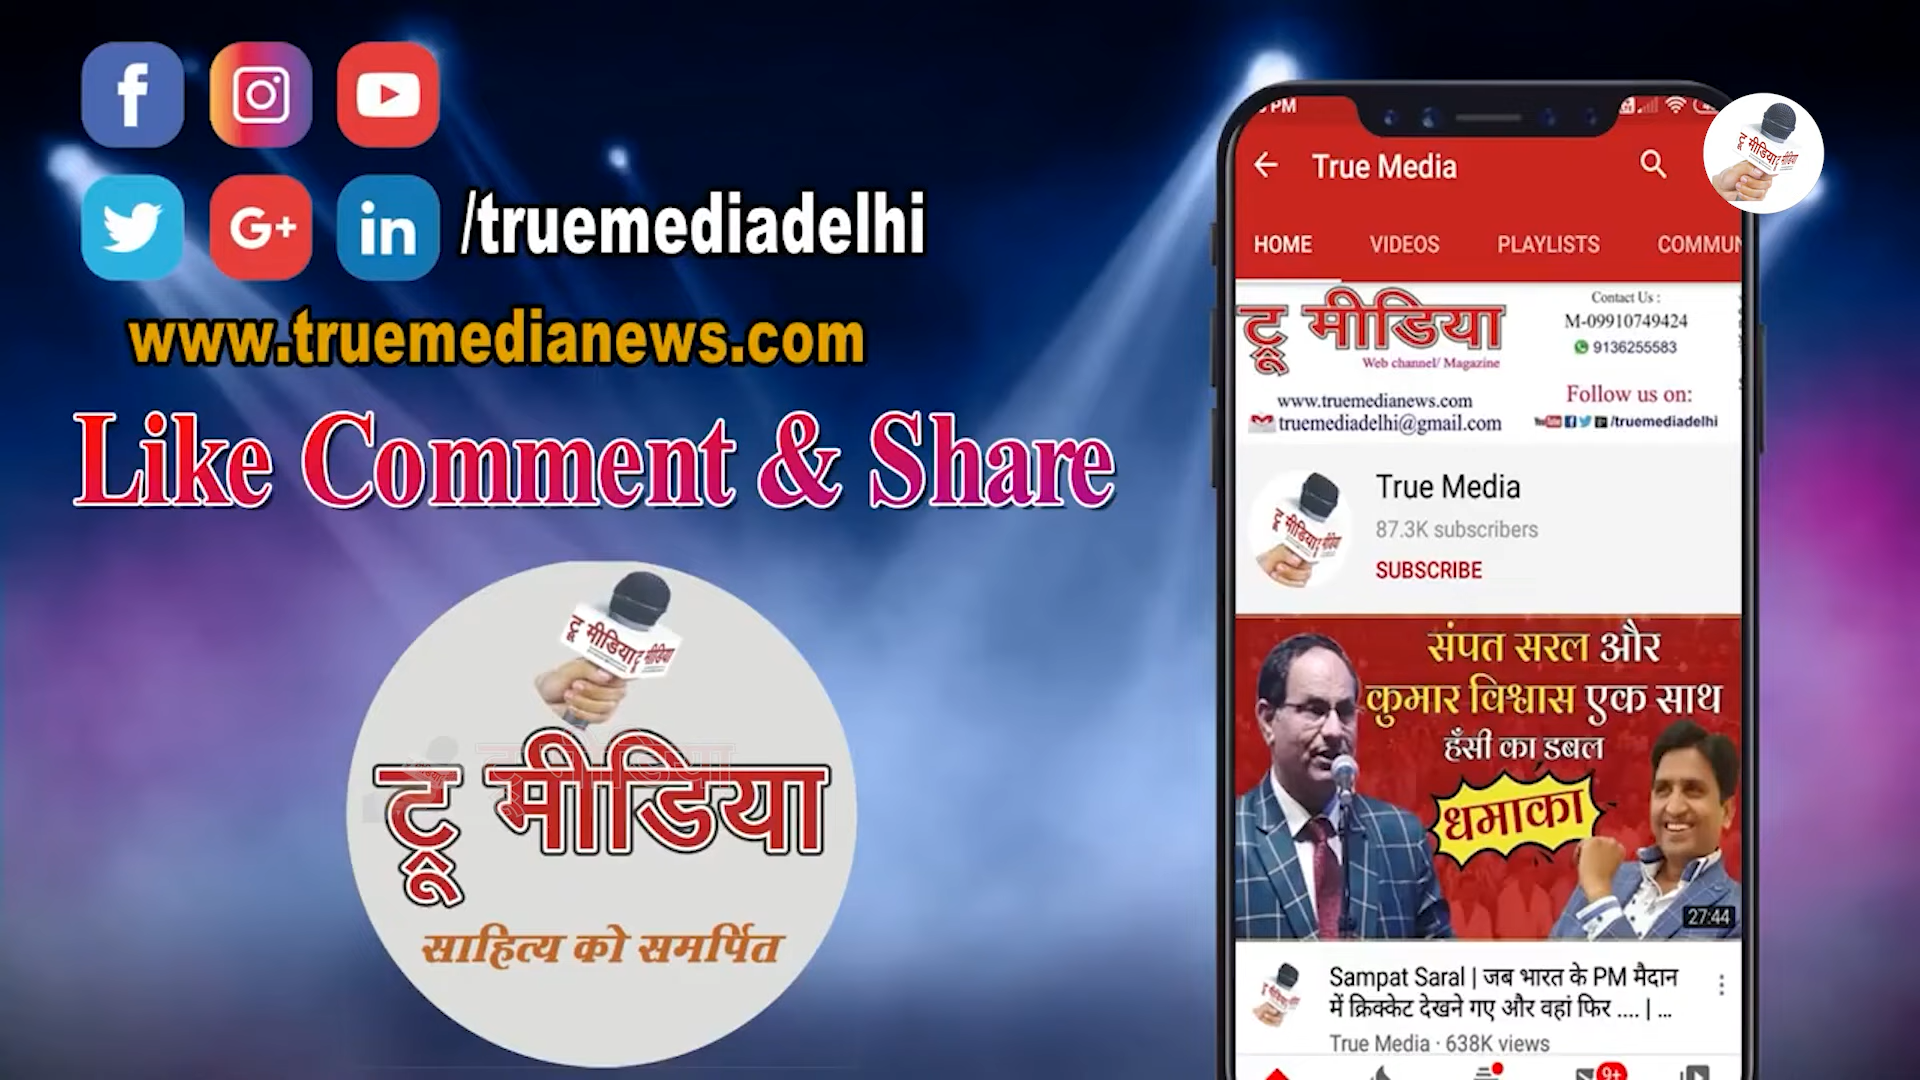 /truemediadelhi
www.truemedianews.com
Like Comment & Share
टू मीडिया
टू मीडिया
साहित्य को समर्पित
PM
True Media
टू मीडिया
HOME VIDEOS PLAYLISTS COMMUN
टू मीडिया
Web channel/ Magazine
Contact Us :
M-09910749424
9136255583
www.truemedianews.com
truemediadelhi@gmail.com
Follow us on:
/truemediadelhi
टू मीडिया
True Media
87.3K subscribers
SUBSCRIBE
संपत सरल और
कुमार विश्वास एक साथ
हँसी का डबल
धमाका
27:44
Sampat Saral | जब भारत के PM मैदान
में क्रिक्केट देखने गए और वहां फिर .... | ...
True Media · 638K views
9+